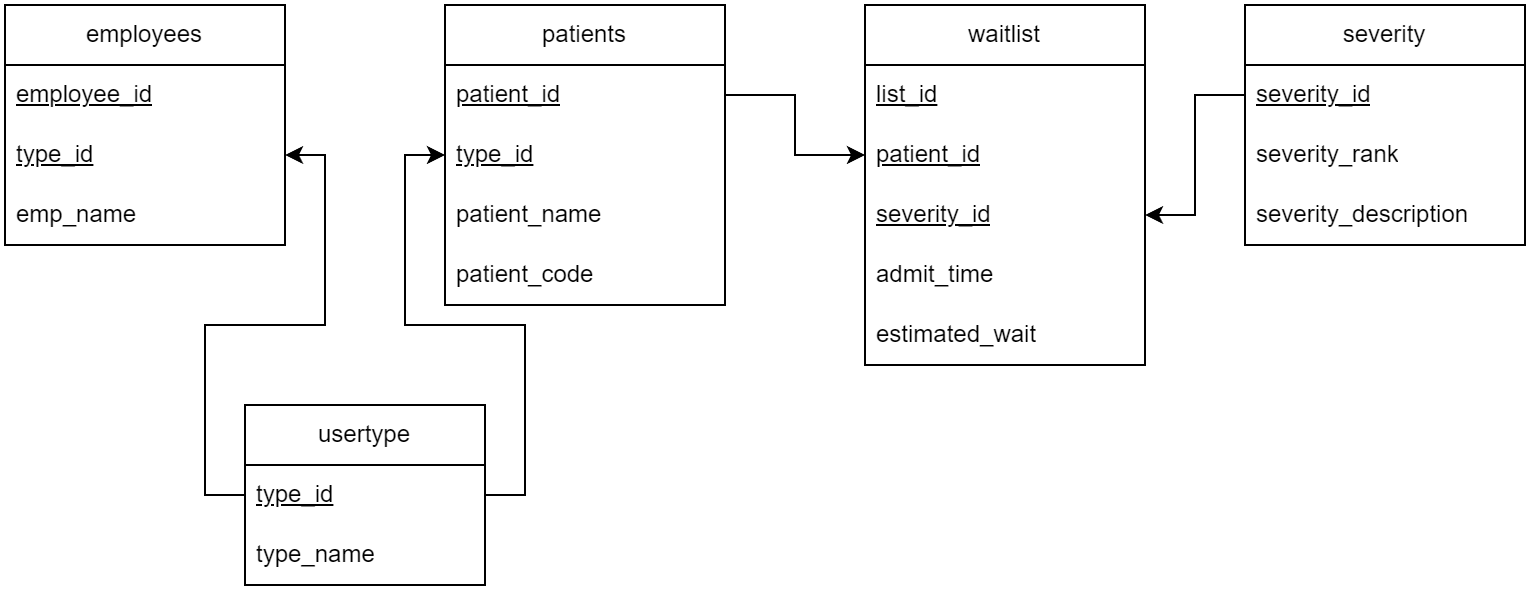 employees
employee_id
type_id
emp_name
patients
patient_id
type_id
patient_name
patient_code
waitlist
list_id
patient_id
severity_id
admit_time
estimated_wait
severity
severity_id
severity_rank
severity_description
usertype
type_id
type_name